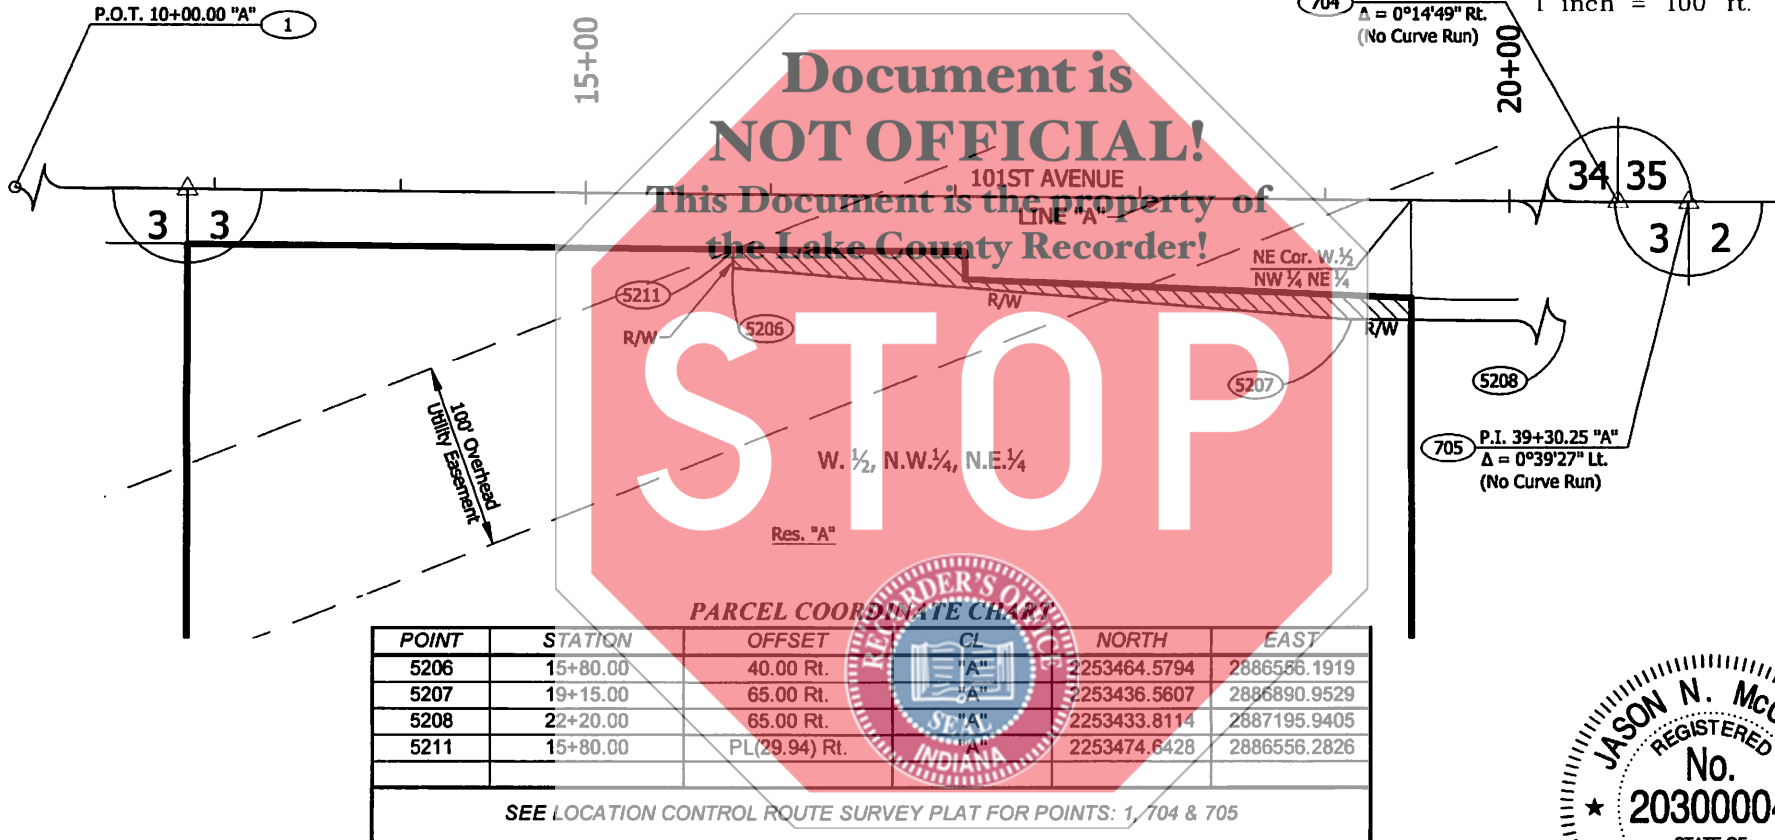 P.O.T. 10+00.00 "A"
1
15+00
704
Δ = 0°14'49" Rt.
(No Curve Run)
1 inch = 100 ft.
20+00
Document is
NOT OFFICIAL!
This Document is the property of
the Lake County Recorder!
101ST AVENUE
LINE "A"
3 3
34 35
3 2
NE Cor. W.½
NW ¼ NE ¼
5211
R/W
5206
R/W
R/W
5207
5208
STOP
100' Overhead
Utility Easement
W. ½, N.W.¼, N.E.¼
705
P.I. 39+30.25 "A"
Δ = 0°39'27" Lt.
(No Curve Run)
Res. "A"
RECORDER'S OFFICE
SEAL
INDIANA
PARCEL COORDINATE CHART
POINT STATION OFFSET CL NORTH EAST
5206 15+80.00 40.00 Rt. "A" 2253464.5794 2886556.1919
5207 19+15.00 65.00 Rt. "A" 2253436.5607 2886890.9529
5208 22+20.00 65.00 Rt. "A" 2253433.8114 2887195.9405
5211 15+80.00 PL(29.94) Rt. "A" 2253474.6428 2886556.2826
SEE LOCATION CONTROL ROUTE SURVEY PLAT FOR POINTS: 1, 704 & 705
JASON N.
REGISTERED
No.
2030000
STATE OF